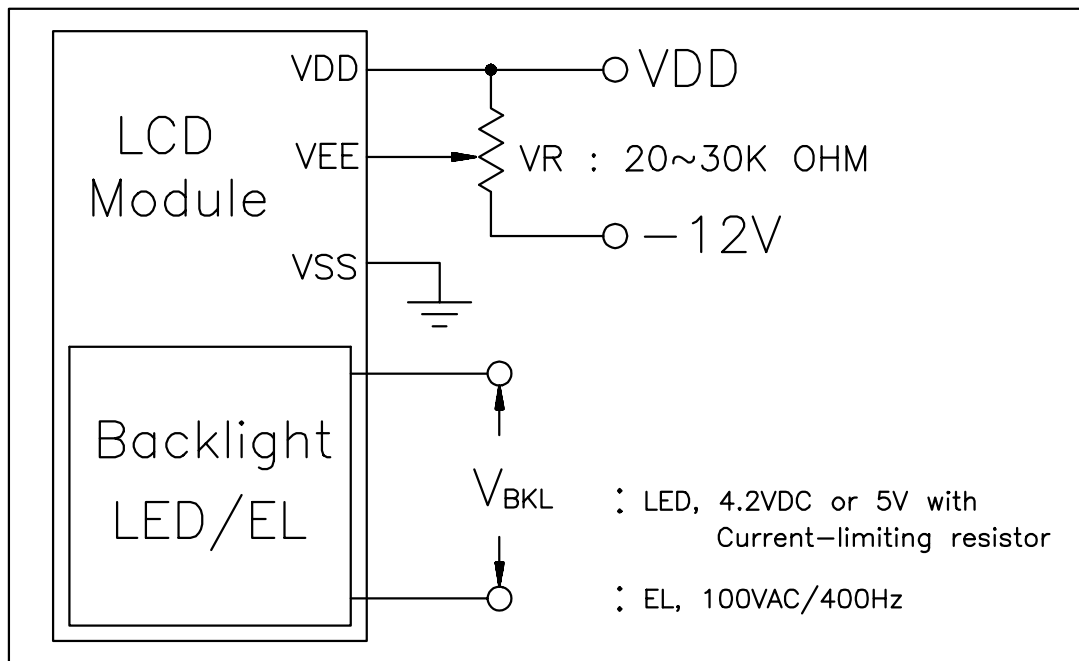 VDD
VDD
LCD
Module
VEE
VR : 20~30K OHM
-12V
VSS
Backlight
LED/EL
VBKL
: LED, 4.2VDC or 5V with
Current-limiting resistor
: EL, 100VAC/400Hz